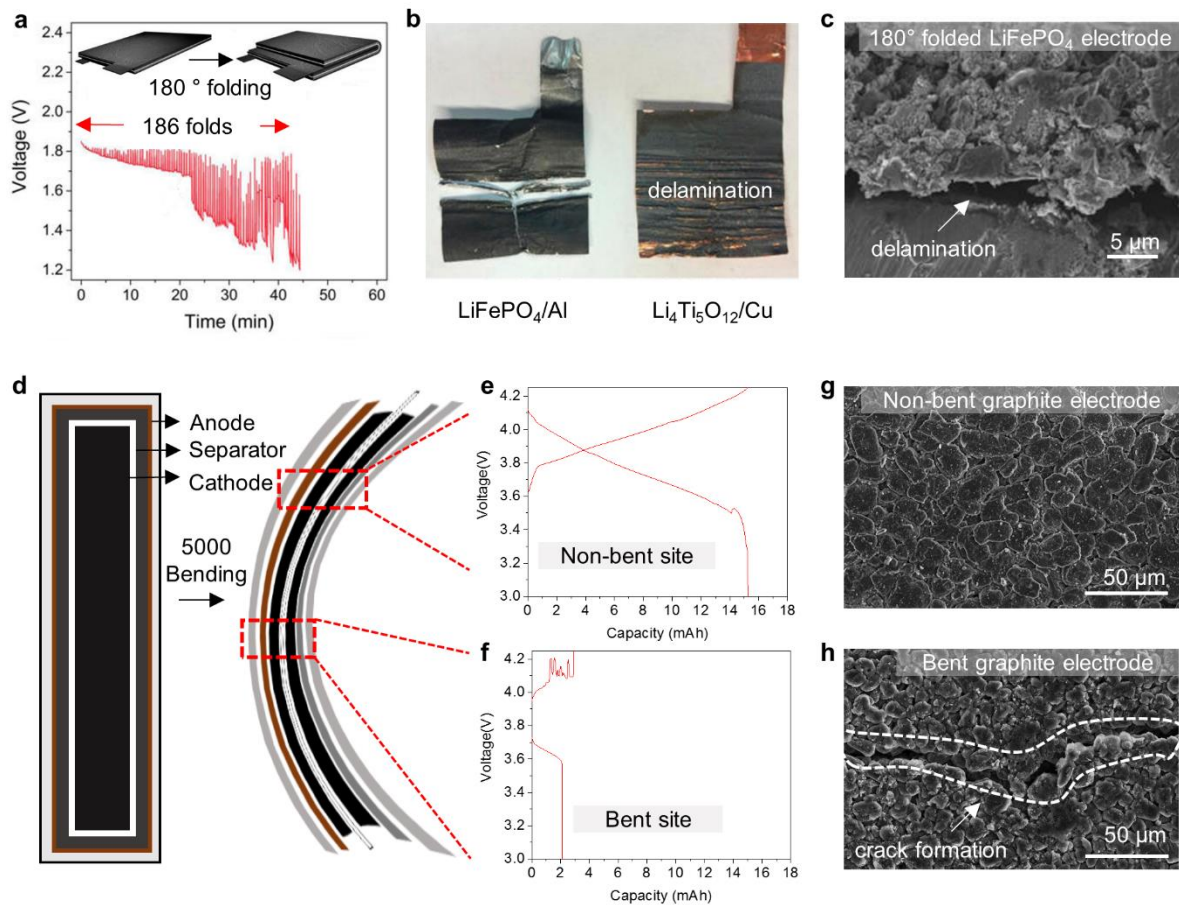 a
180 ° folding
186 folds
2.4
2.2
2.0
1.8
1.6
1.4
1.2
Voltage (V)
0 10 20 30 40 50 60
Time (min)
b
delamination
LiFePO₄/Al
Li₄Ti₅O₁₂/Cu
c
180° folded LiFePO₄ electrode
delamination
5 µm
d
Anode
Separator
Cathode
5000
Bending
e
4.2
3.9
3.6
3.3
3.0
Voltage(V)
Non-bent site
0 2 4 6 8 10 12 14 16 18
Capacity (mAh)
f
4.2
4.0
3.8
3.6
3.4
3.2
3.0
Voltage(V)
Bent site
0 2 4 6 8 10 12 14 16 18
Capacity (mAh)
g
Non-bent graphite electrode
50 µm
h
Bent graphite electrode
crack formation
50 µm